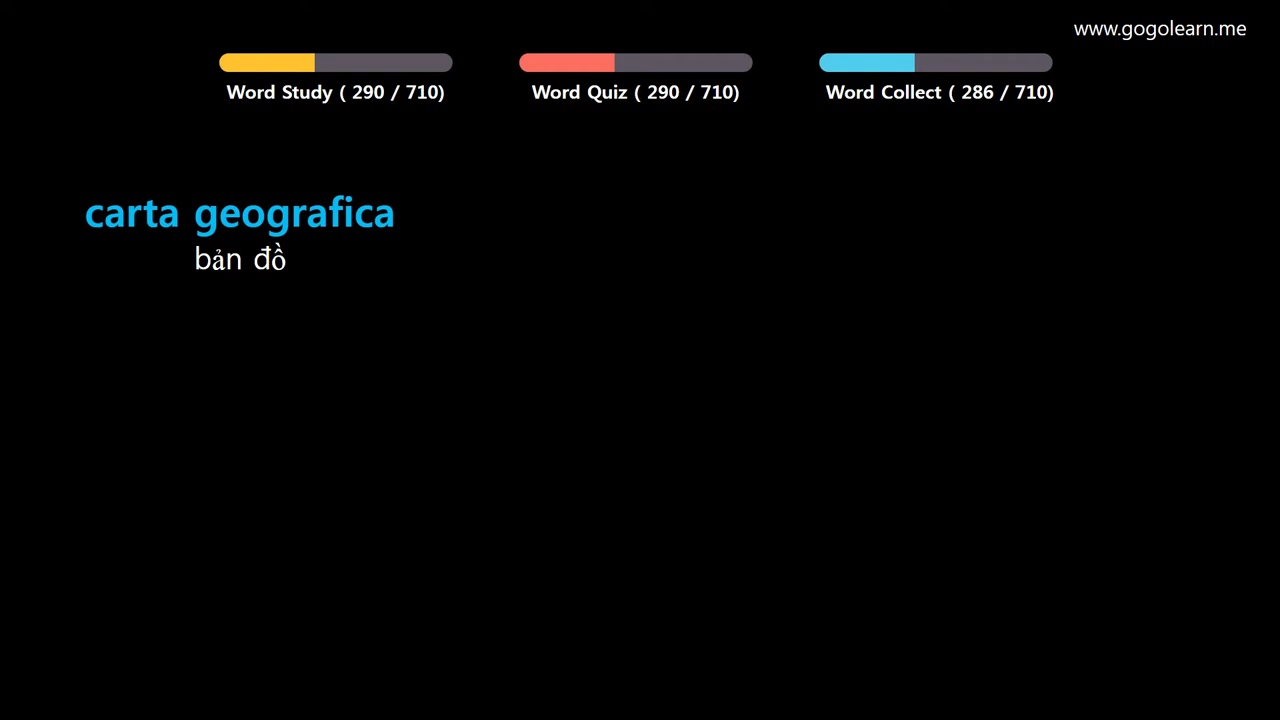 www.gogolearn.me
Word Study ( 290 / 710)
Word Quiz ( 290 / 710)
Word Collect ( 286 / 710)
carta geografica
bản đồ